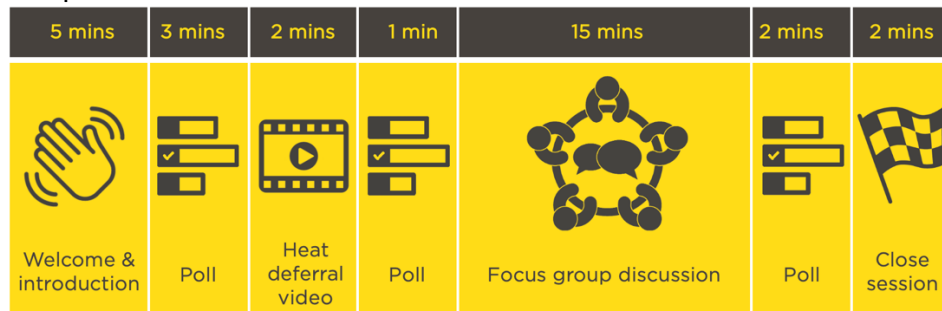 5 mins 3 mins 2 mins 1 min 15 mins 2 mins 2 mins
Welcome &
introduction
Poll
Heat
deferral
video
Poll
Focus group discussion
Poll
Close
session